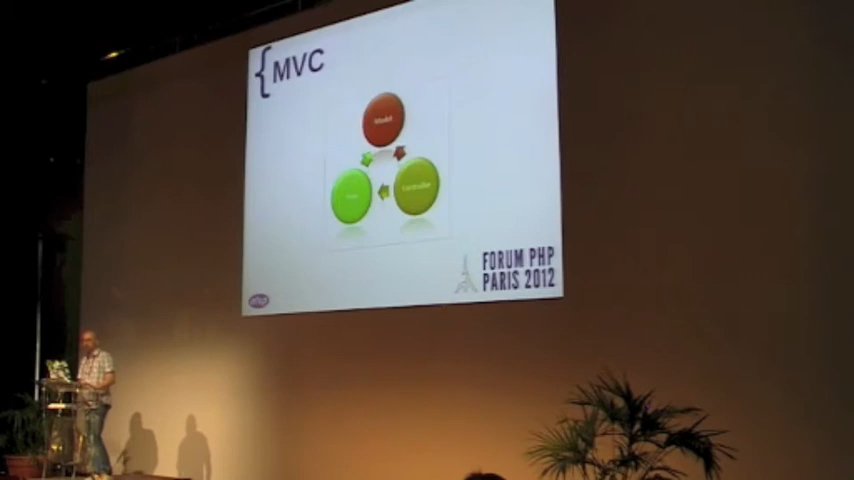 {MVC
Model
Controller
FORUM PHP
PARIS 2012